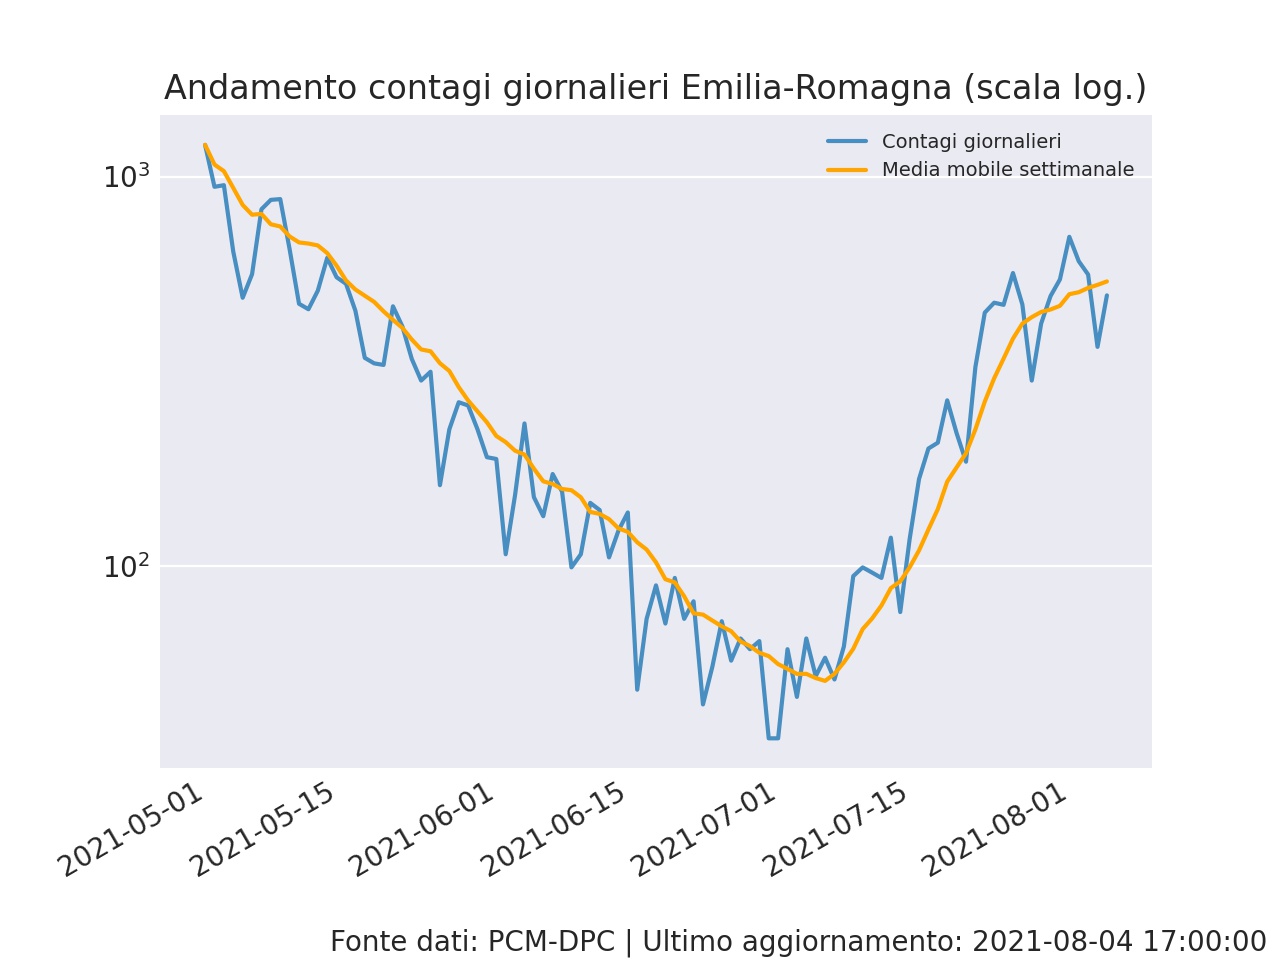 Andamento contagi giornalieri Emilia-Romagna (scala log.)
Contagi giornalieri
Media mobile settimanale
10³
10²
2021-05-01
2021-05-15
2021-06-01
2021-06-15
2021-07-01
2021-07-15
2021-08-01
Fonte dati: PCM-DPC | Ultimo aggiornamento: 2021-08-04 17:00:00